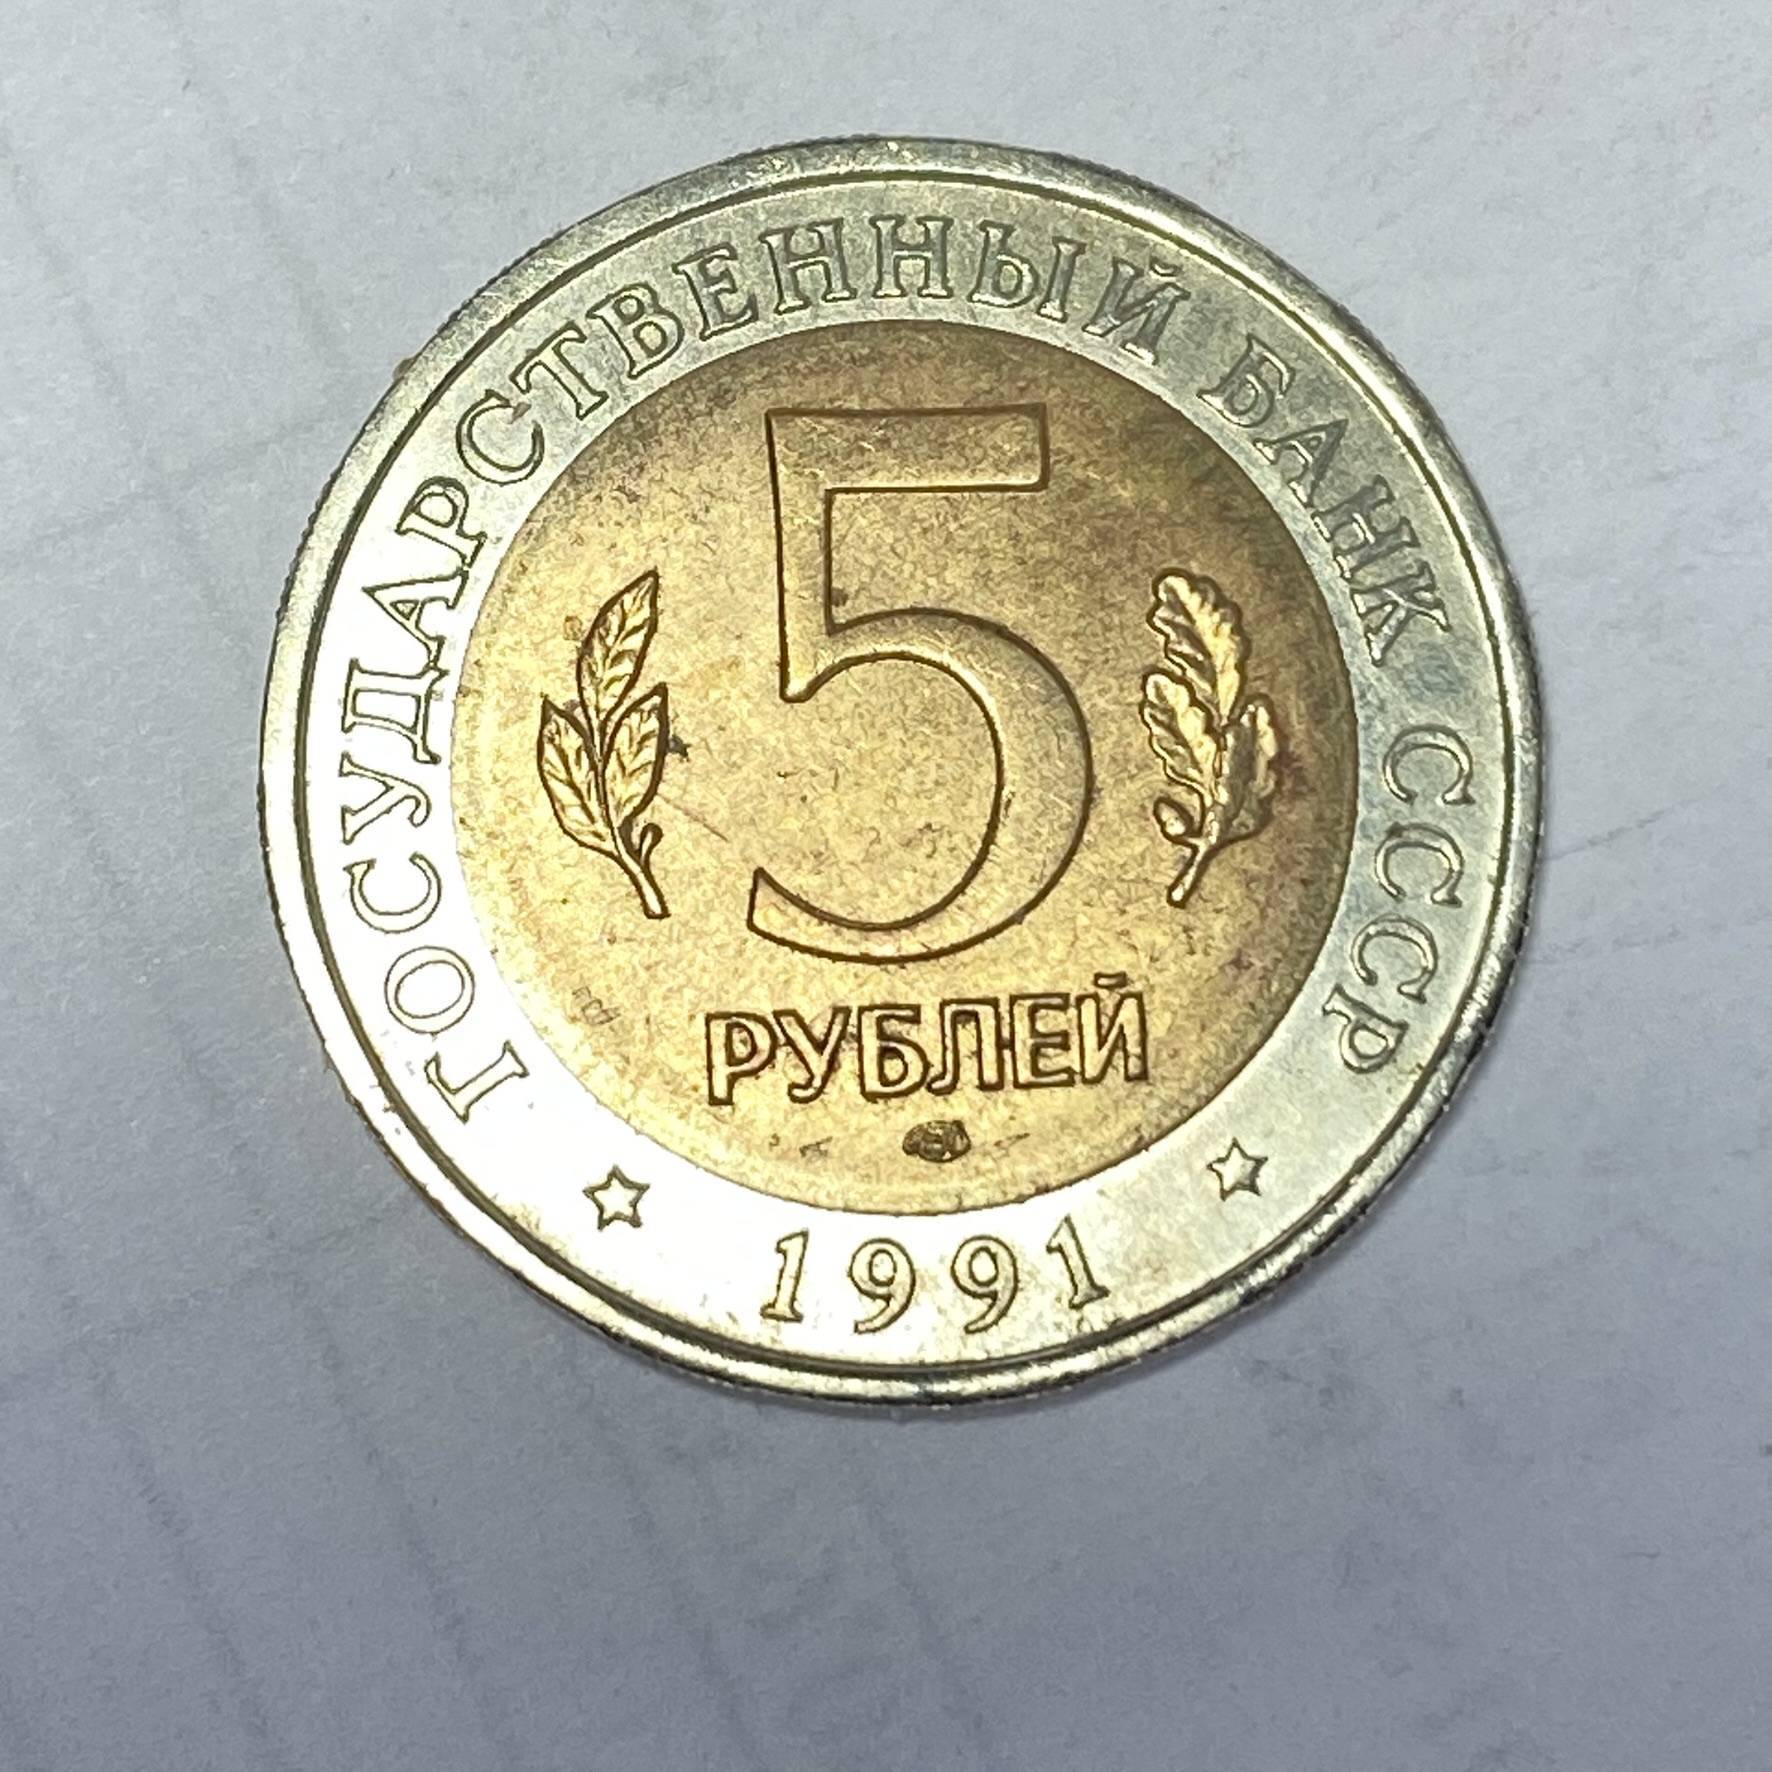 ГОСУДАРСТВЕННЫЙ БАНК СССР
5
РУБЛЕЙ
1991